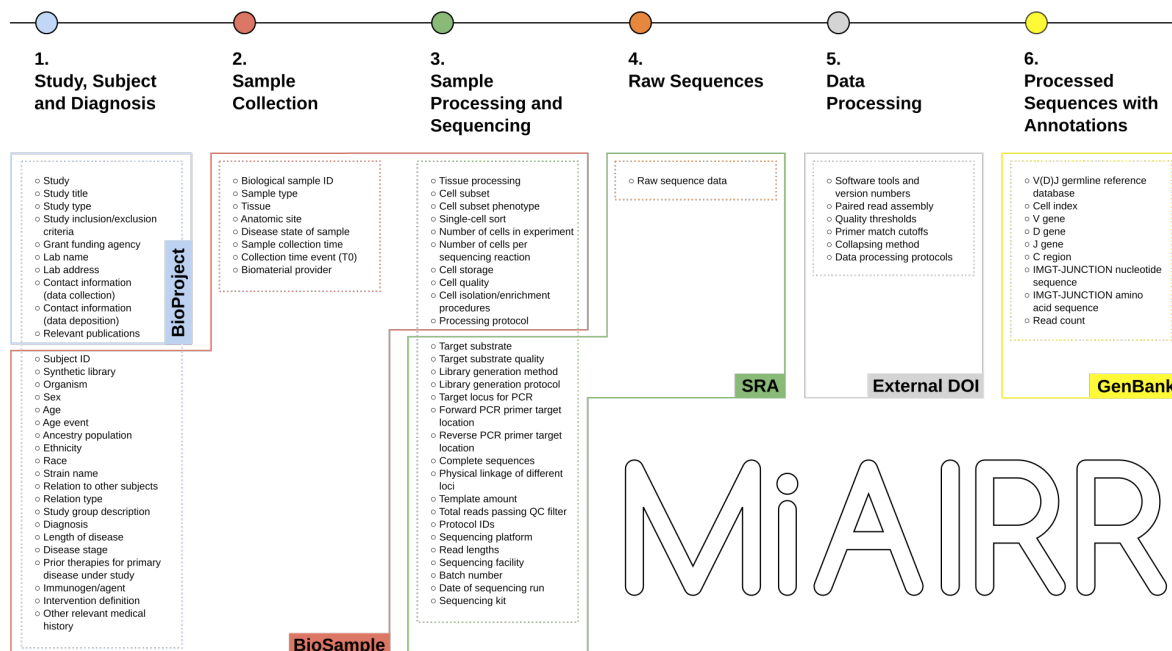 1.
Study, Subject
and Diagnosis
2.
Sample
Collection
3.
Sample
Processing and
Sequencing
4.
Raw Sequences
5.
Data
Processing
6.
Processed
Sequences with
Annotations
○ Study
○ Study title
○ Study type
○ Study inclusion/exclusion
criteria
○ Grant funding agency
○ Lab name
○ Lab address
○ Contact information
(data collection)
○ Contact information
(data deposition)
○ Relevant publications
BioProject
○ Subject ID
○ Synthetic library
○ Organism
○ Sex
○ Age
○ Age event
○ Ancestry population
○ Ethnicity
○ Race
○ Strain name
○ Relation to other subjects
○ Relation type
○ Study group description
○ Diagnosis
○ Length of disease
○ Disease stage
○ Prior therapies for primary
disease under study
○ Immunogen/agent
○ Intervention definition
○ Other relevant medical
history
○ Biological sample ID
○ Sample type
○ Tissue
○ Anatomic site
○ Disease state of sample
○ Sample collection time
○ Collection time event (T0)
○ Biomaterial provider
BioSample
○ Tissue processing
○ Cell subset
○ Cell subset phenotype
○ Single-cell sort
○ Number of cells in experiment
○ Number of cells per
sequencing reaction
○ Cell storage
○ Cell quality
○ Cell isolation/enrichment
procedures
○ Processing protocol
○ Target substrate
○ Target substrate quality
○ Library generation method
○ Library generation protocol
○ Target locus for PCR
○ Forward PCR primer target
location
○ Reverse PCR primer target
location
○ Complete sequences
○ Physical linkage of different
loci
○ Template amount
○ Total reads passing QC filter
○ Protocol IDs
○ Sequencing platform
○ Read lengths
○ Sequencing facility
○ Batch number
○ Date of sequencing run
○ Sequencing kit
○ Raw sequence data
SRA
○ Software tools and
version numbers
○ Paired read assembly
○ Quality thresholds
○ Primer match cutoffs
○ Collapsing method
○ Data processing protocols
External DOI
○ V(D)J germline reference
database
○ Cell index
○ V gene
○ D gene
○ J gene
○ C region
○ IMGT-JUNCTION nucleotide
sequence
○ IMGT-JUNCTION amino
acid sequence
○ Read count
GenBank
MiAIRR